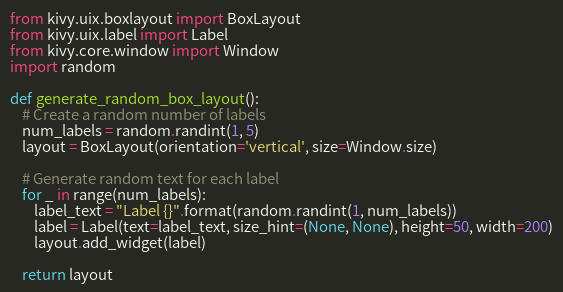 from kivy.uix.boxlayout import BoxLayout
from kivy.uix.label import Label
from kivy.core.window import Window
import random

def generate_random_box_layout():
    # Create a random number of labels
    num_labels = random.randint(1, 5)
    layout = BoxLayout(orientation='vertical', size=Window.size)

    # Generate random text for each label
    for _ in range(num_labels):
        label_text = "Label {}".format(random.randint(1, num_labels))
        label = Label(text=label_text, size_hint=(None, None), height=50, width=200)
        layout.add_widget(label)

    return layout